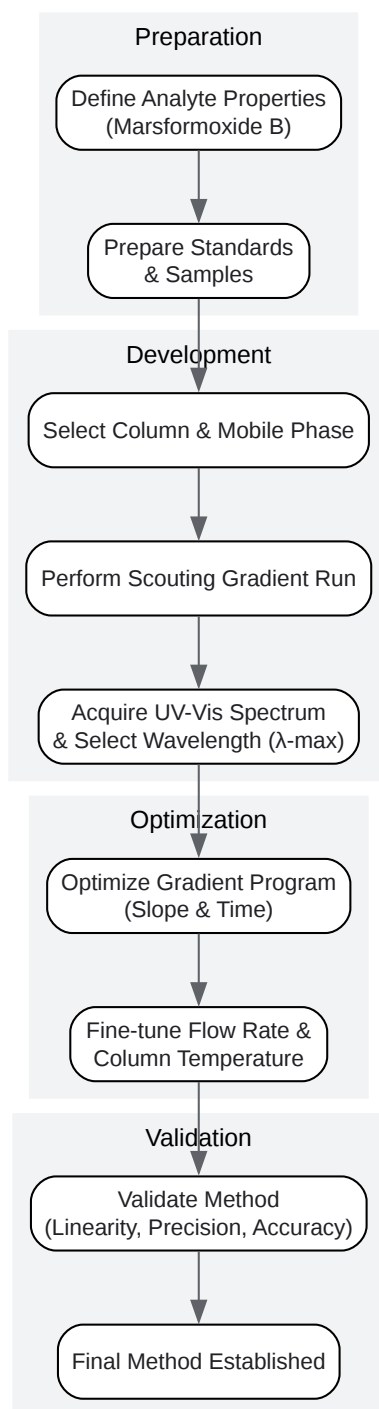 Preparation
Define Analyte Properties
(Marsformoxide B)
Prepare Standards
& Samples
Development
Select Column & Mobile Phase
Perform Scouting Gradient Run
Acquire UV-Vis Spectrum
& Select Wavelength (λ-max)
Optimization
Optimize Gradient Program
(Slope & Time)
Fine-tune Flow Rate &
Column Temperature
Validation
Validate Method
(Linearity, Precision, Accuracy)
Final Method Established